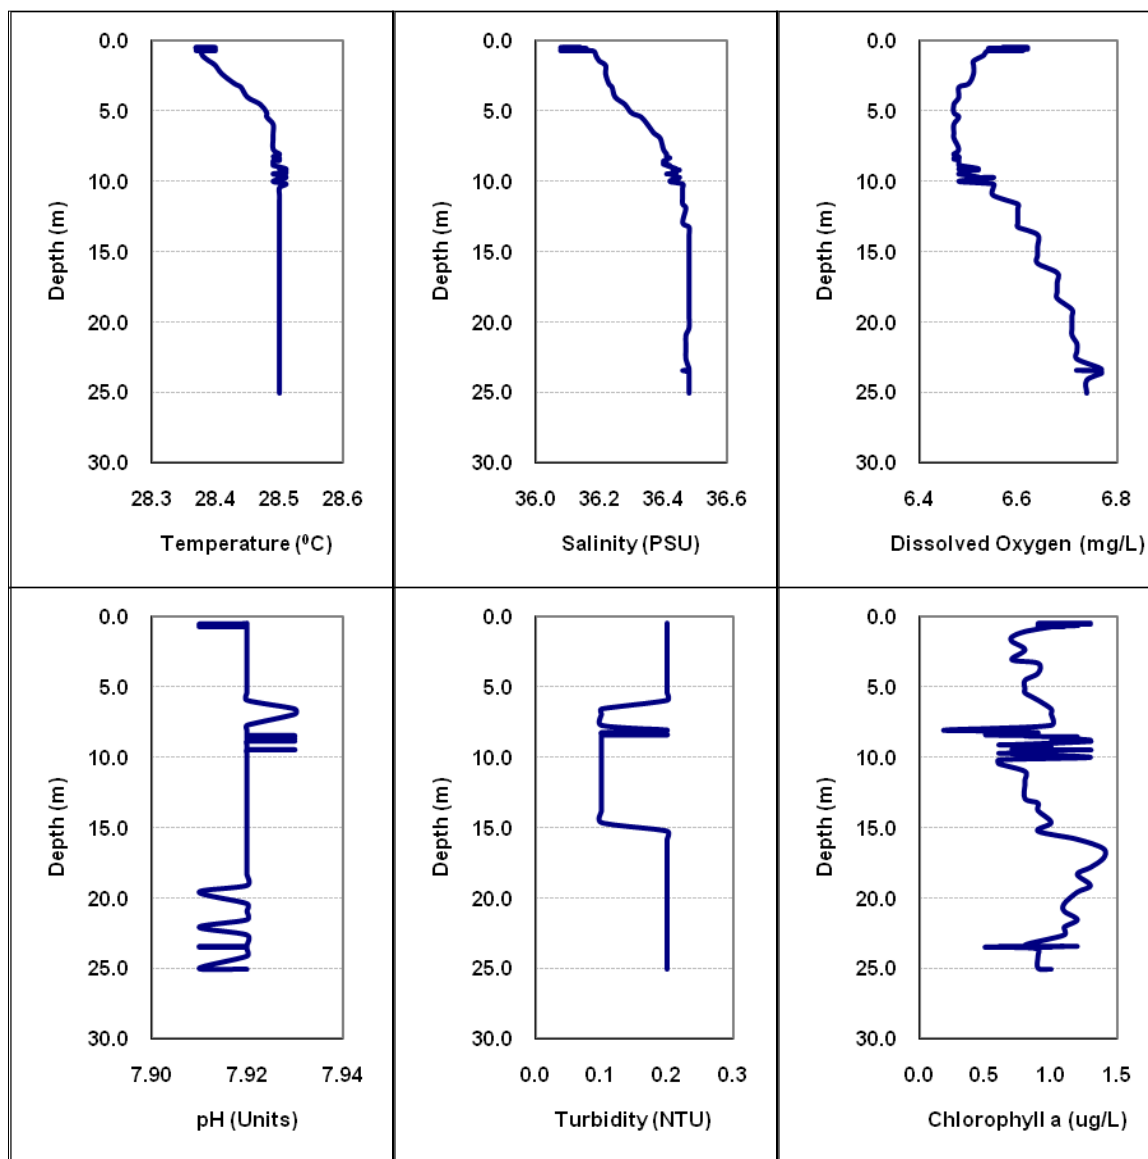 0.0
5.0
10.0
15.0
20.0
25.0
30.0
Depth (m)
28.3 28.4 28.5 28.6
Temperature (⁰C)
0.0
5.0
10.0
15.0
20.0
25.0
30.0
Depth (m)
36.0 36.2 36.4 36.6
Salinity (PSU)
0.0
5.0
10.0
15.0
20.0
25.0
30.0
Depth (m)
6.4 6.6 6.8
Dissolved Oxygen (mg/L)
0.0
5.0
10.0
15.0
20.0
25.0
30.0
Depth (m)
7.90 7.92 7.94
pH (Units)
0.0
5.0
10.0
15.0
20.0
25.0
30.0
Depth (m)
0.0 0.1 0.2 0.3
Turbidity (NTU)
0.0
5.0
10.0
15.0
20.0
25.0
30.0
Depth (m)
0.0 0.5 1.0 1.5
Chlorophyll a (ug/L)